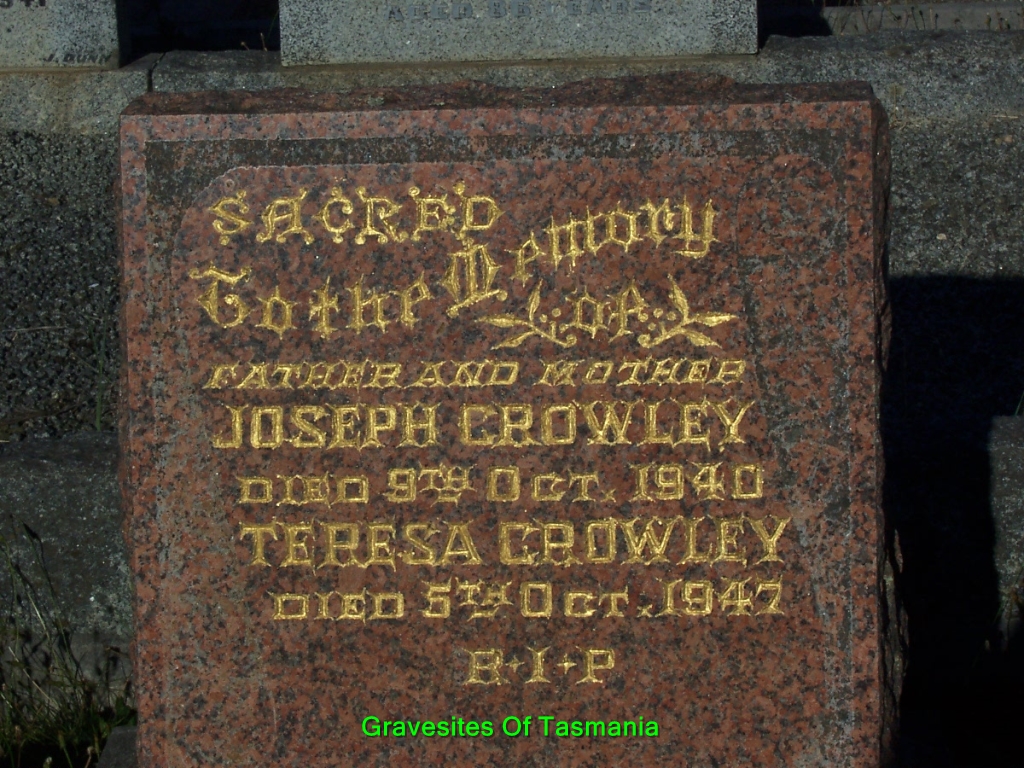 J. DUNN
SACRED
To the Memory
OF
FATHER AND MOTHER
JOSEPH CROWLEY
DIED 9TH OCT. 1940
TERESA CROWLEY
DIED 5TH OCT. 1947
R·I·P
Gravesites Of Tasmania